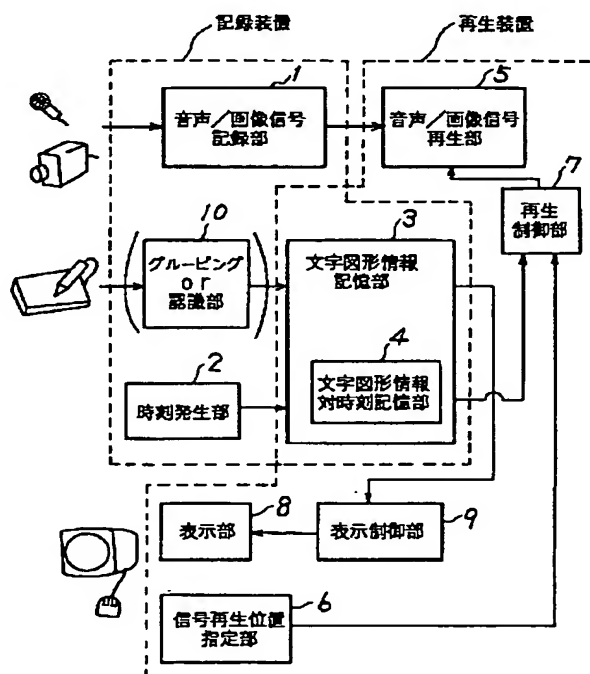 記録装置
再生装置
1
音声/画像信号
記録部
5
音声/画像信号
再生部
7
再生
制御部
10
グルーピング
or
認識部
3
文字図形情報
記憶部
4
文字図形情報
対時刻記憶部
2
時刻発生部
8
表示部
9
表示制御部
6
信号再生位置
指定部